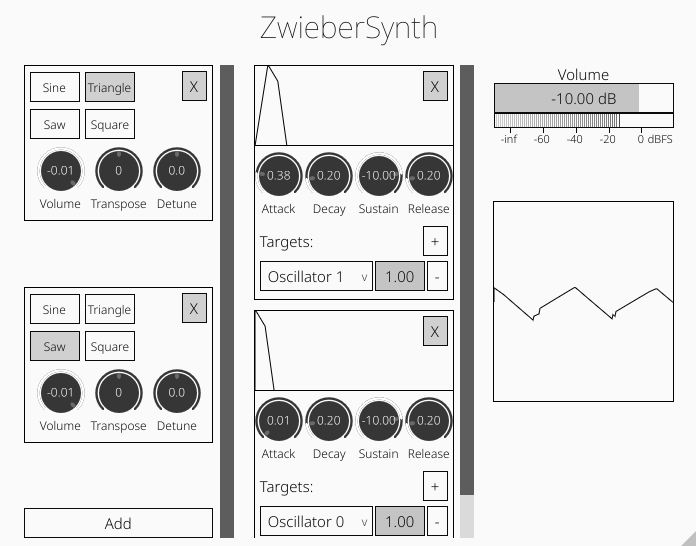 ZwieberSynth
Sine Triangle X
Saw Square
-0.01 0 0.0
Volume Transpose Detune
Sine Triangle X
Saw Square
-0.01 0 0.0
Volume Transpose Detune
Add
X
0.38 0.20 -10.00 0.20
Attack Decay Sustain Release
Targets: +
Oscillator 1 v 1.00 -
X
0.01 0.20 -10.00 0.20
Attack Decay Sustain Release
Targets: +
Oscillator 0 v 1.00 -
Volume
-10.00 dB
-inf -60 -40 -20 0 dBFS